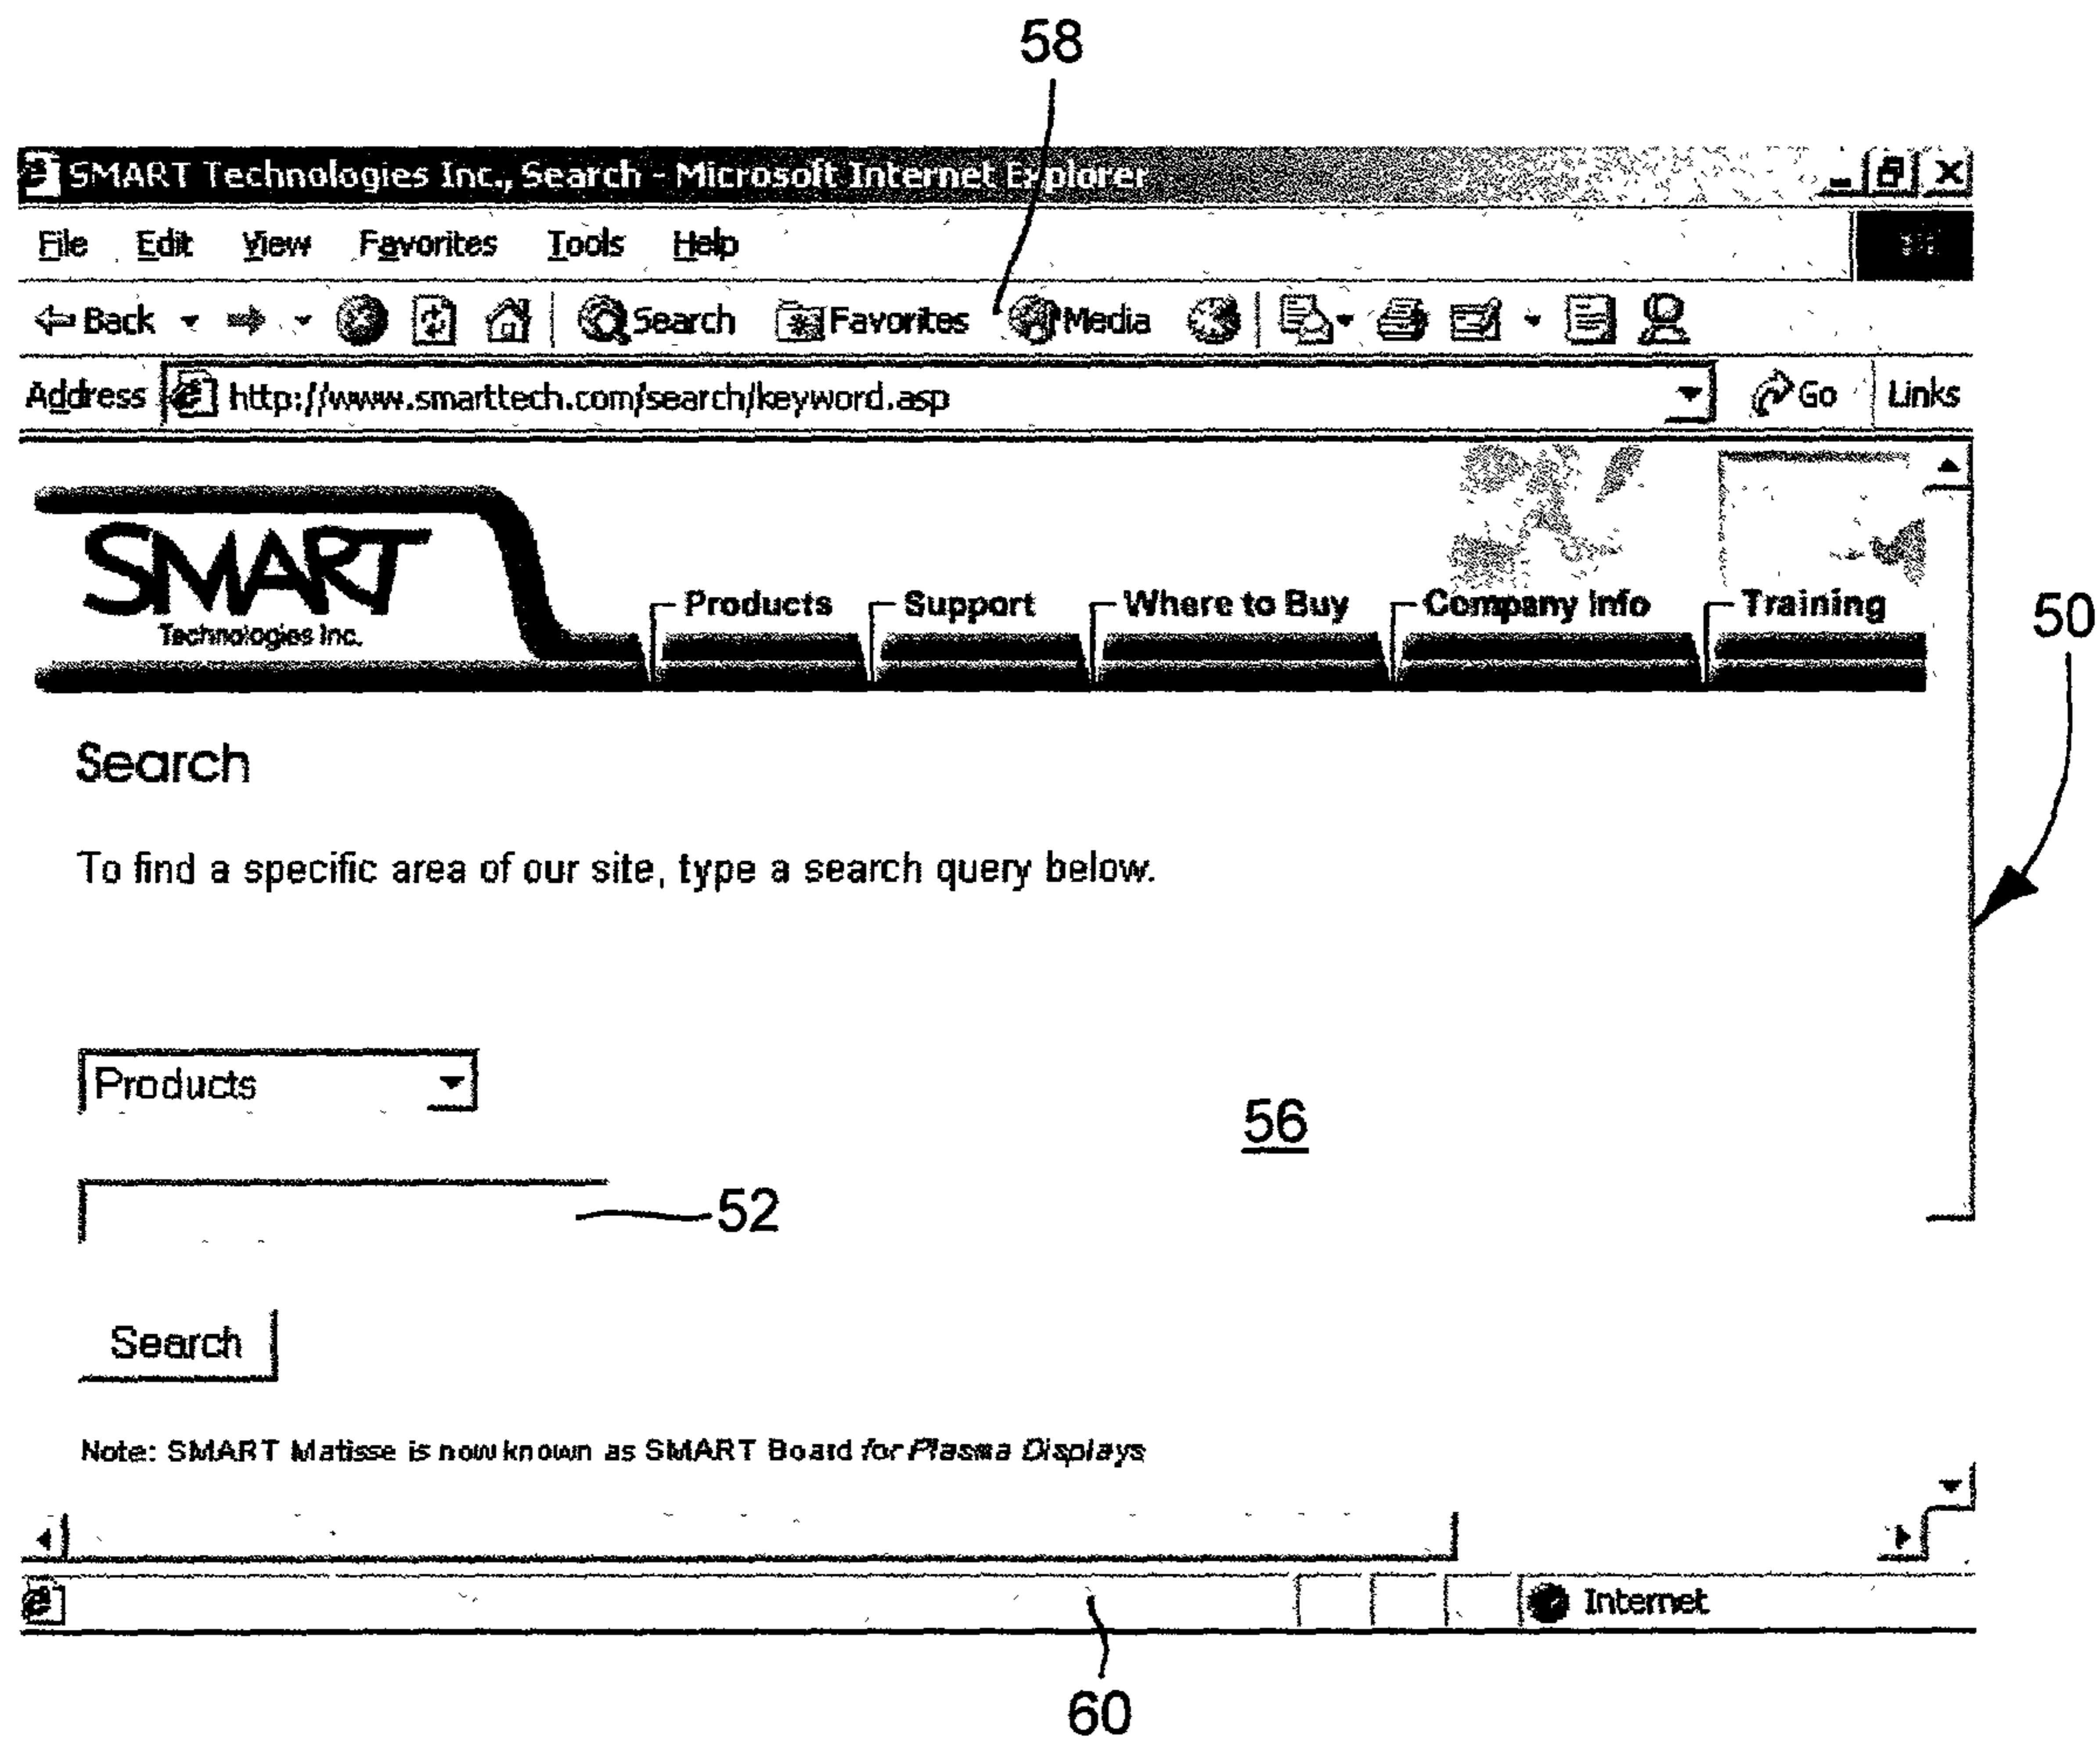 58
SMART Technologies Inc., Search - Microsoft Internet Explorer
File Edit View Favorites Tools Help
Back Search Favorites Media
Address http://www.smarttech.com/search/keyword.asp Go Links
SMART
Technologies Inc.
Products Support Where to Buy Company Info Training
50
Search
To find a specific area of our site, type a search query below.
Products
56
52
Search
Note: SMART Matisse is now known as SMART Board for Plasma Displays
Internet
60